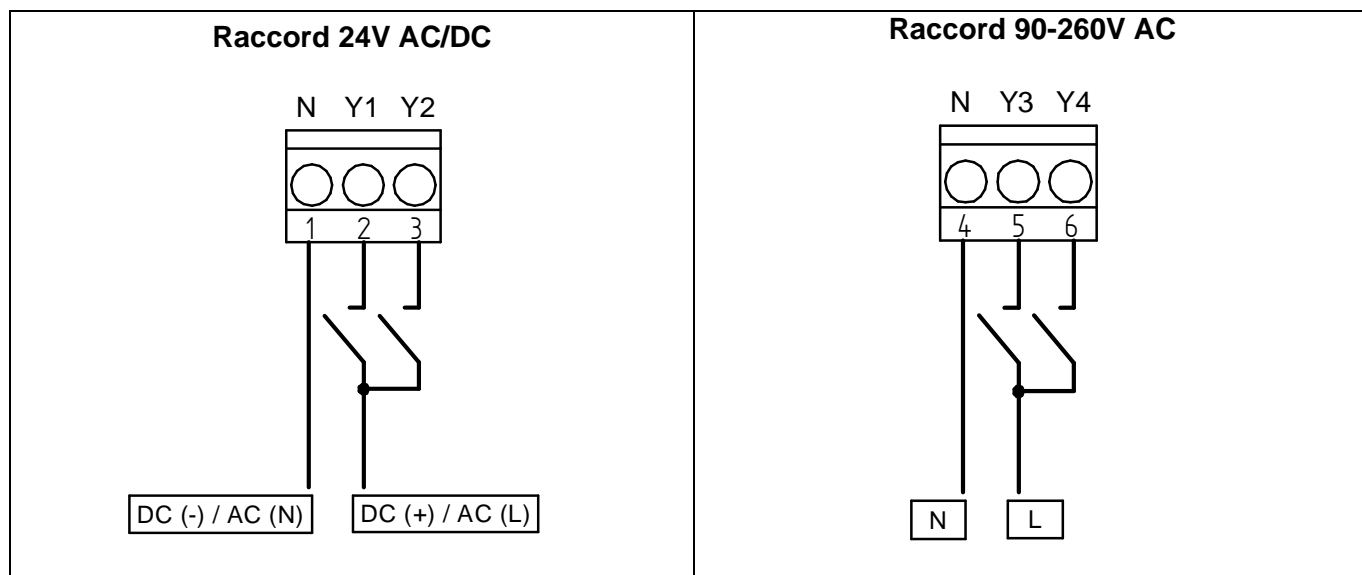 Raccord 24V AC/DC
N Y1 Y2
1 2 3
DC (-) / AC (N) DC (+) / AC (L)
Raccord 90-260V AC
N Y3 Y4
4 5 6
N L